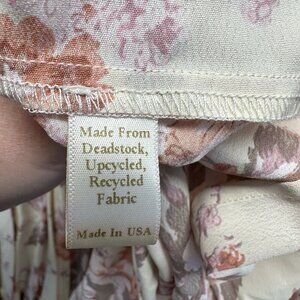 Made From
Deadstock,
Upcycled,
Recycled
Fabric
Made In USA